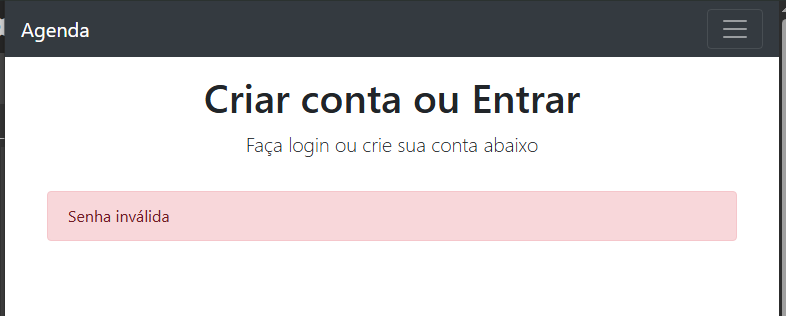 Agenda
Criar conta ou Entrar
Faça login ou crie sua conta abaixo
Senha inválida